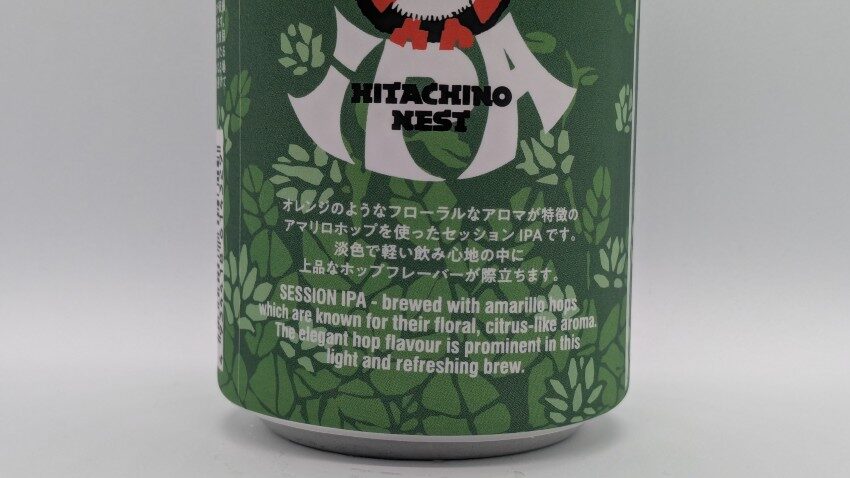 IPA
HITACHINO
NEST
オレンジのようなフローラルなアロマが特徴の
アマリロホップを使ったセッションIPAです。
淡色で軽い飲み心地の中に
上品なホップフレーバーが際立ちます。
SESSION IPA - brewed with amarillo hops
which are known for their floral, citrus-like aroma.
The elegant hop flavour is prominent in this
light and refreshing brew.